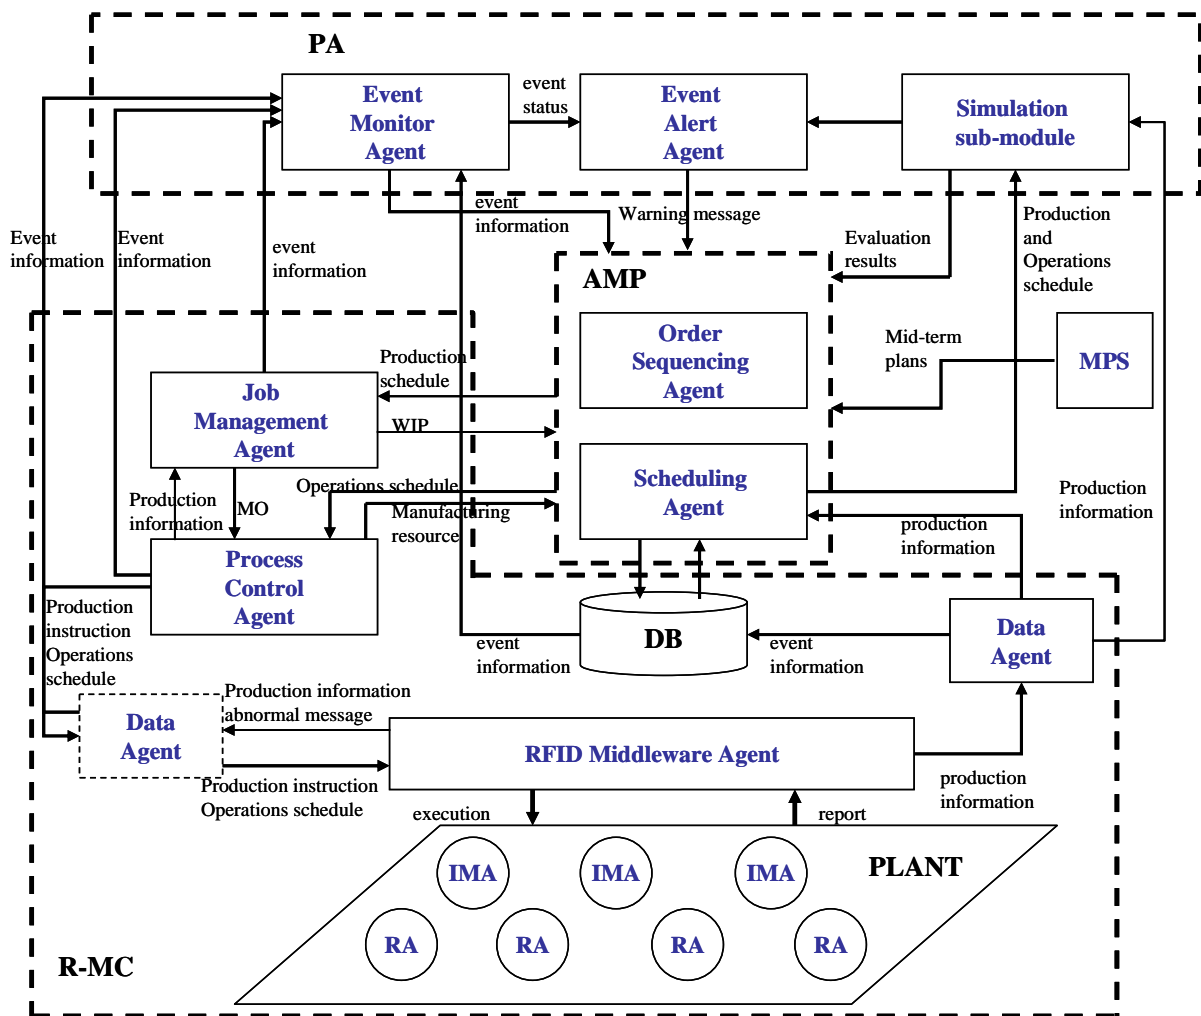 PA
Event
Monitor
Agent
event
status
Event
Alert
Agent
Simulation
sub-module
event
information
Warning message
Evaluation
results
Production
and
Operations
schedule
Event
information
Event
information
event
information
AMP
Order
Sequencing
Agent
Mid-term
plans
MPS
Production
schedule
Job
Management
Agent
WIP
Scheduling
Agent
Operations schedule
Manufacturing
resource
Production
information
MO
Process
Control
Agent
production
information
Production
information
Production
instruction
Operations
schedule
event
information
DB
event
information
Data
Agent
Production information
abnormal message
Data
Agent
RFID Middleware Agent
Production instruction
Operations schedule
production
information
execution
report
PLANT
IMA
IMA
IMA
RA
RA
RA
RA
R-MC